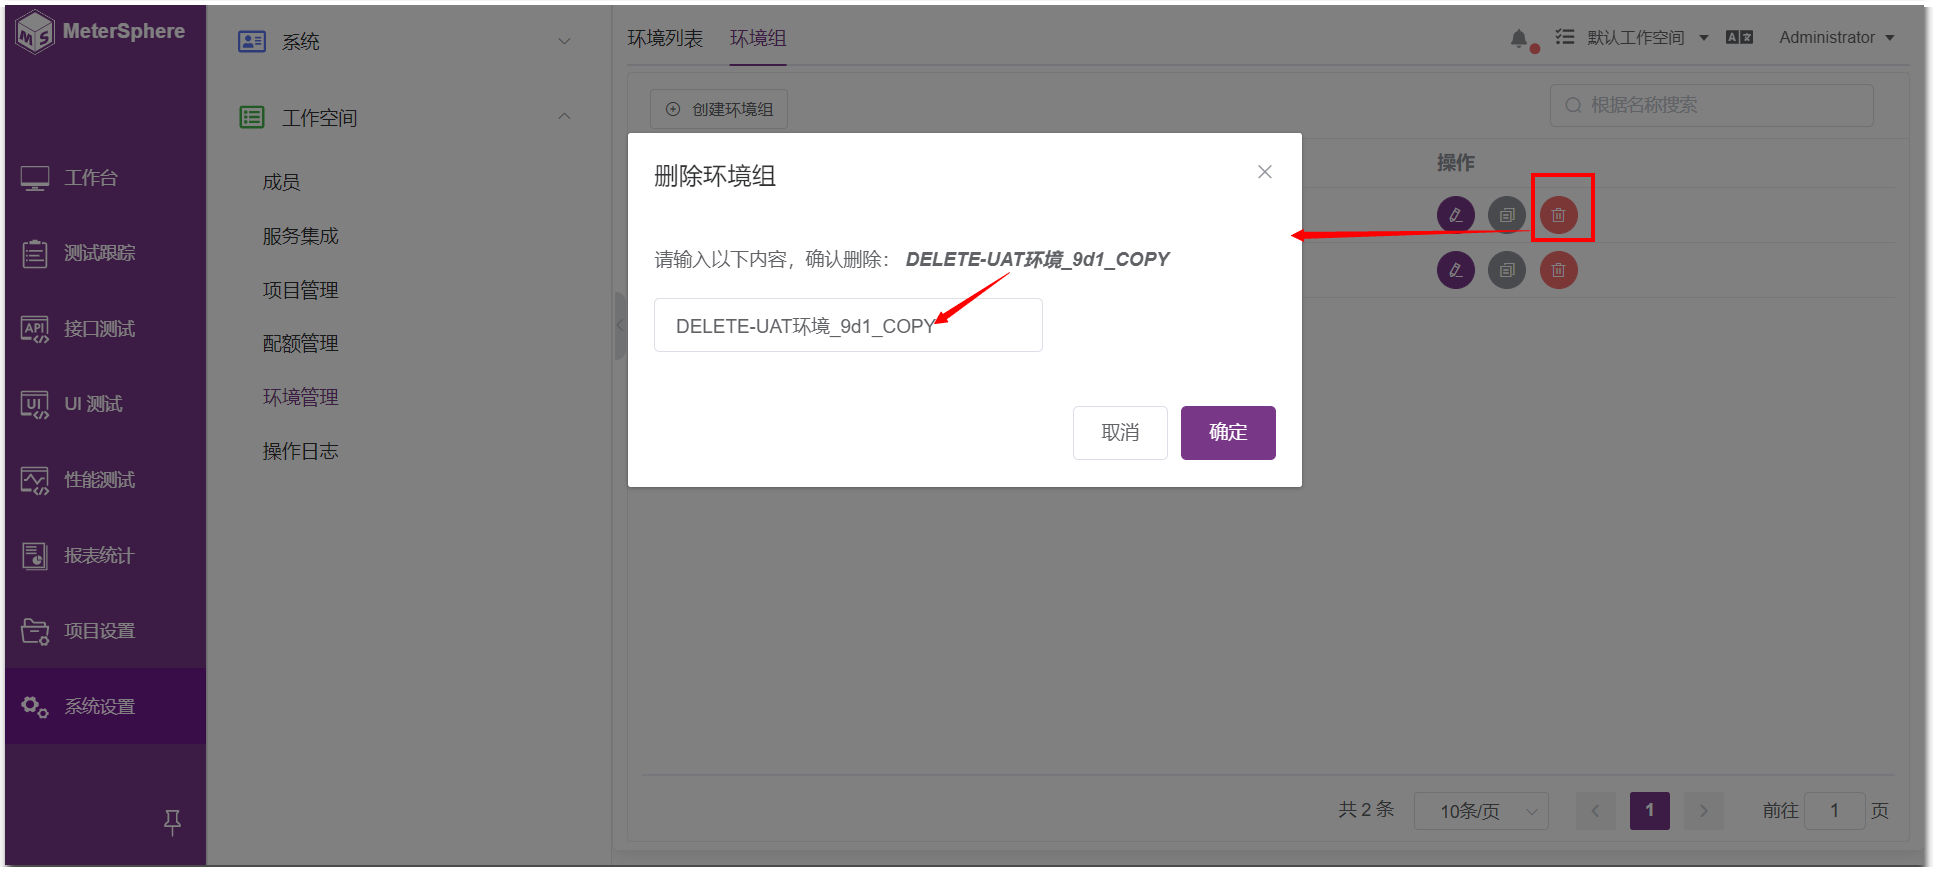 MeterSphere
工作台
测试跟踪
接口测试
UI 测试
性能测试
报表统计
项目设置
系统设置
系统
工作空间
成员
服务集成
项目管理
配额管理
环境管理
操作日志
环境列表 环境组
默认工作空间
Administrator
创建环境组
根据名称搜索
操作
删除环境组
请输入以下内容，确认删除： DELETE-UAT环境_9d1_COPY
DELETE-UAT环境_9d1_COPY
取消 确定
共 2 条 10条/页 1 前往 1 页